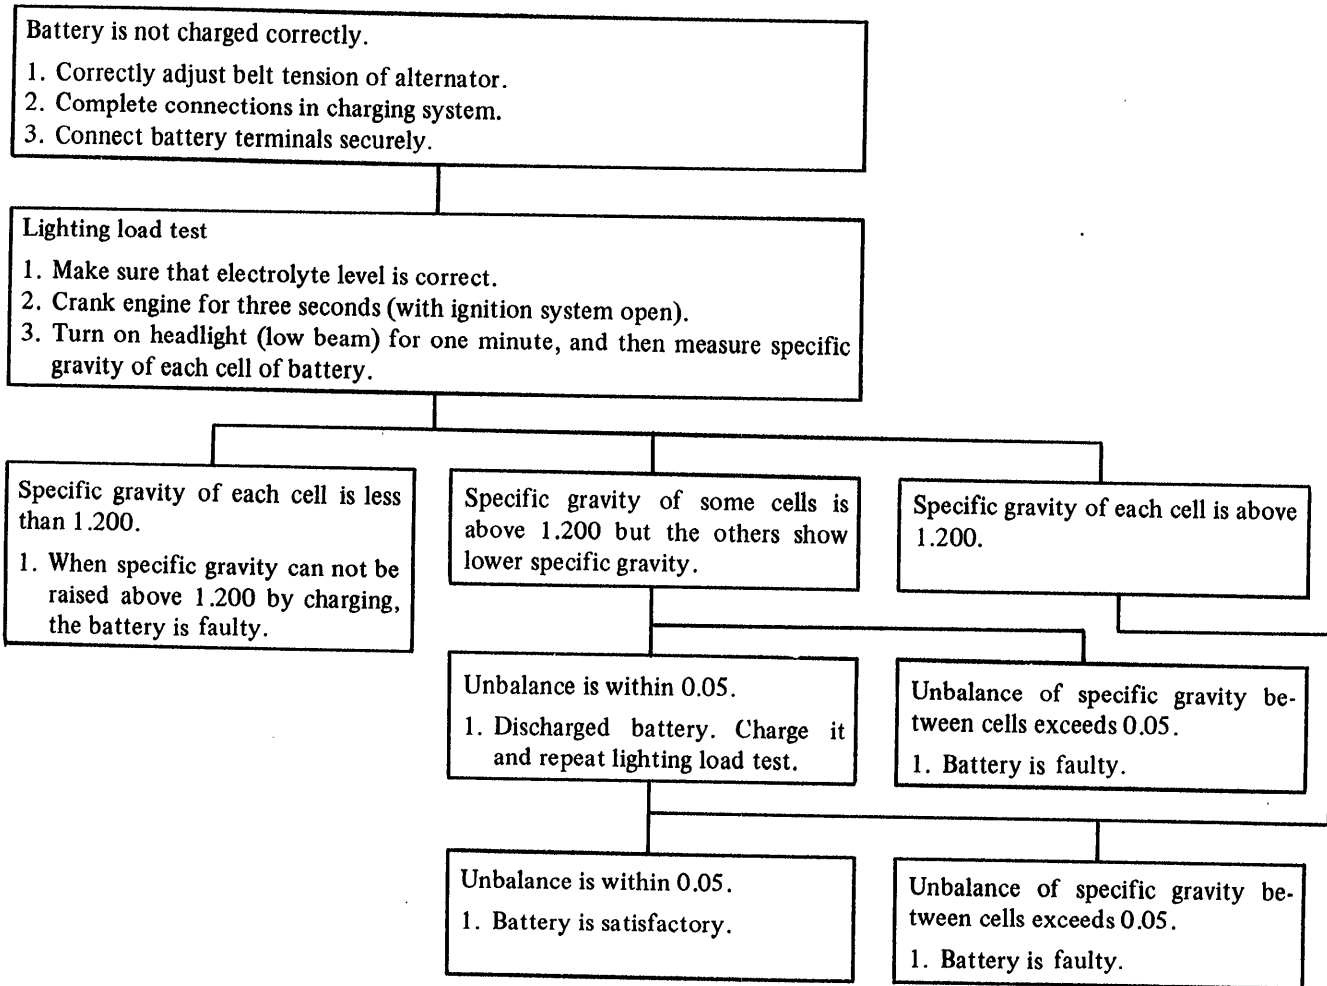 Battery is not charged correctly.
1. Correctly adjust belt tension of alternator.
2. Complete connections in charging system.
3. Connect battery terminals securely.
Lighting load test
1. Make sure that electrolyte level is correct.
2. Crank engine for three seconds (with ignition system open).
3. Turn on headlight (low beam) for one minute, and then measure specific
gravity of each cell of battery.
Specific gravity of each cell is less
than 1.200.
1. When specific gravity can not be
raised above 1.200 by charging,
the battery is faulty.
Specific gravity of some cells is
above 1.200 but the others show
lower specific gravity.
Specific gravity of each cell is above
1.200.
Unbalance is within 0.05.
1. Discharged battery. Charge it
and repeat lighting load test.
Unbalance of specific gravity be-
tween cells exceeds 0.05.
1. Battery is faulty.
Unbalance is within 0.05.
1. Battery is satisfactory.
Unbalance of specific gravity be-
tween cells exceeds 0.05.
1. Battery is faulty.